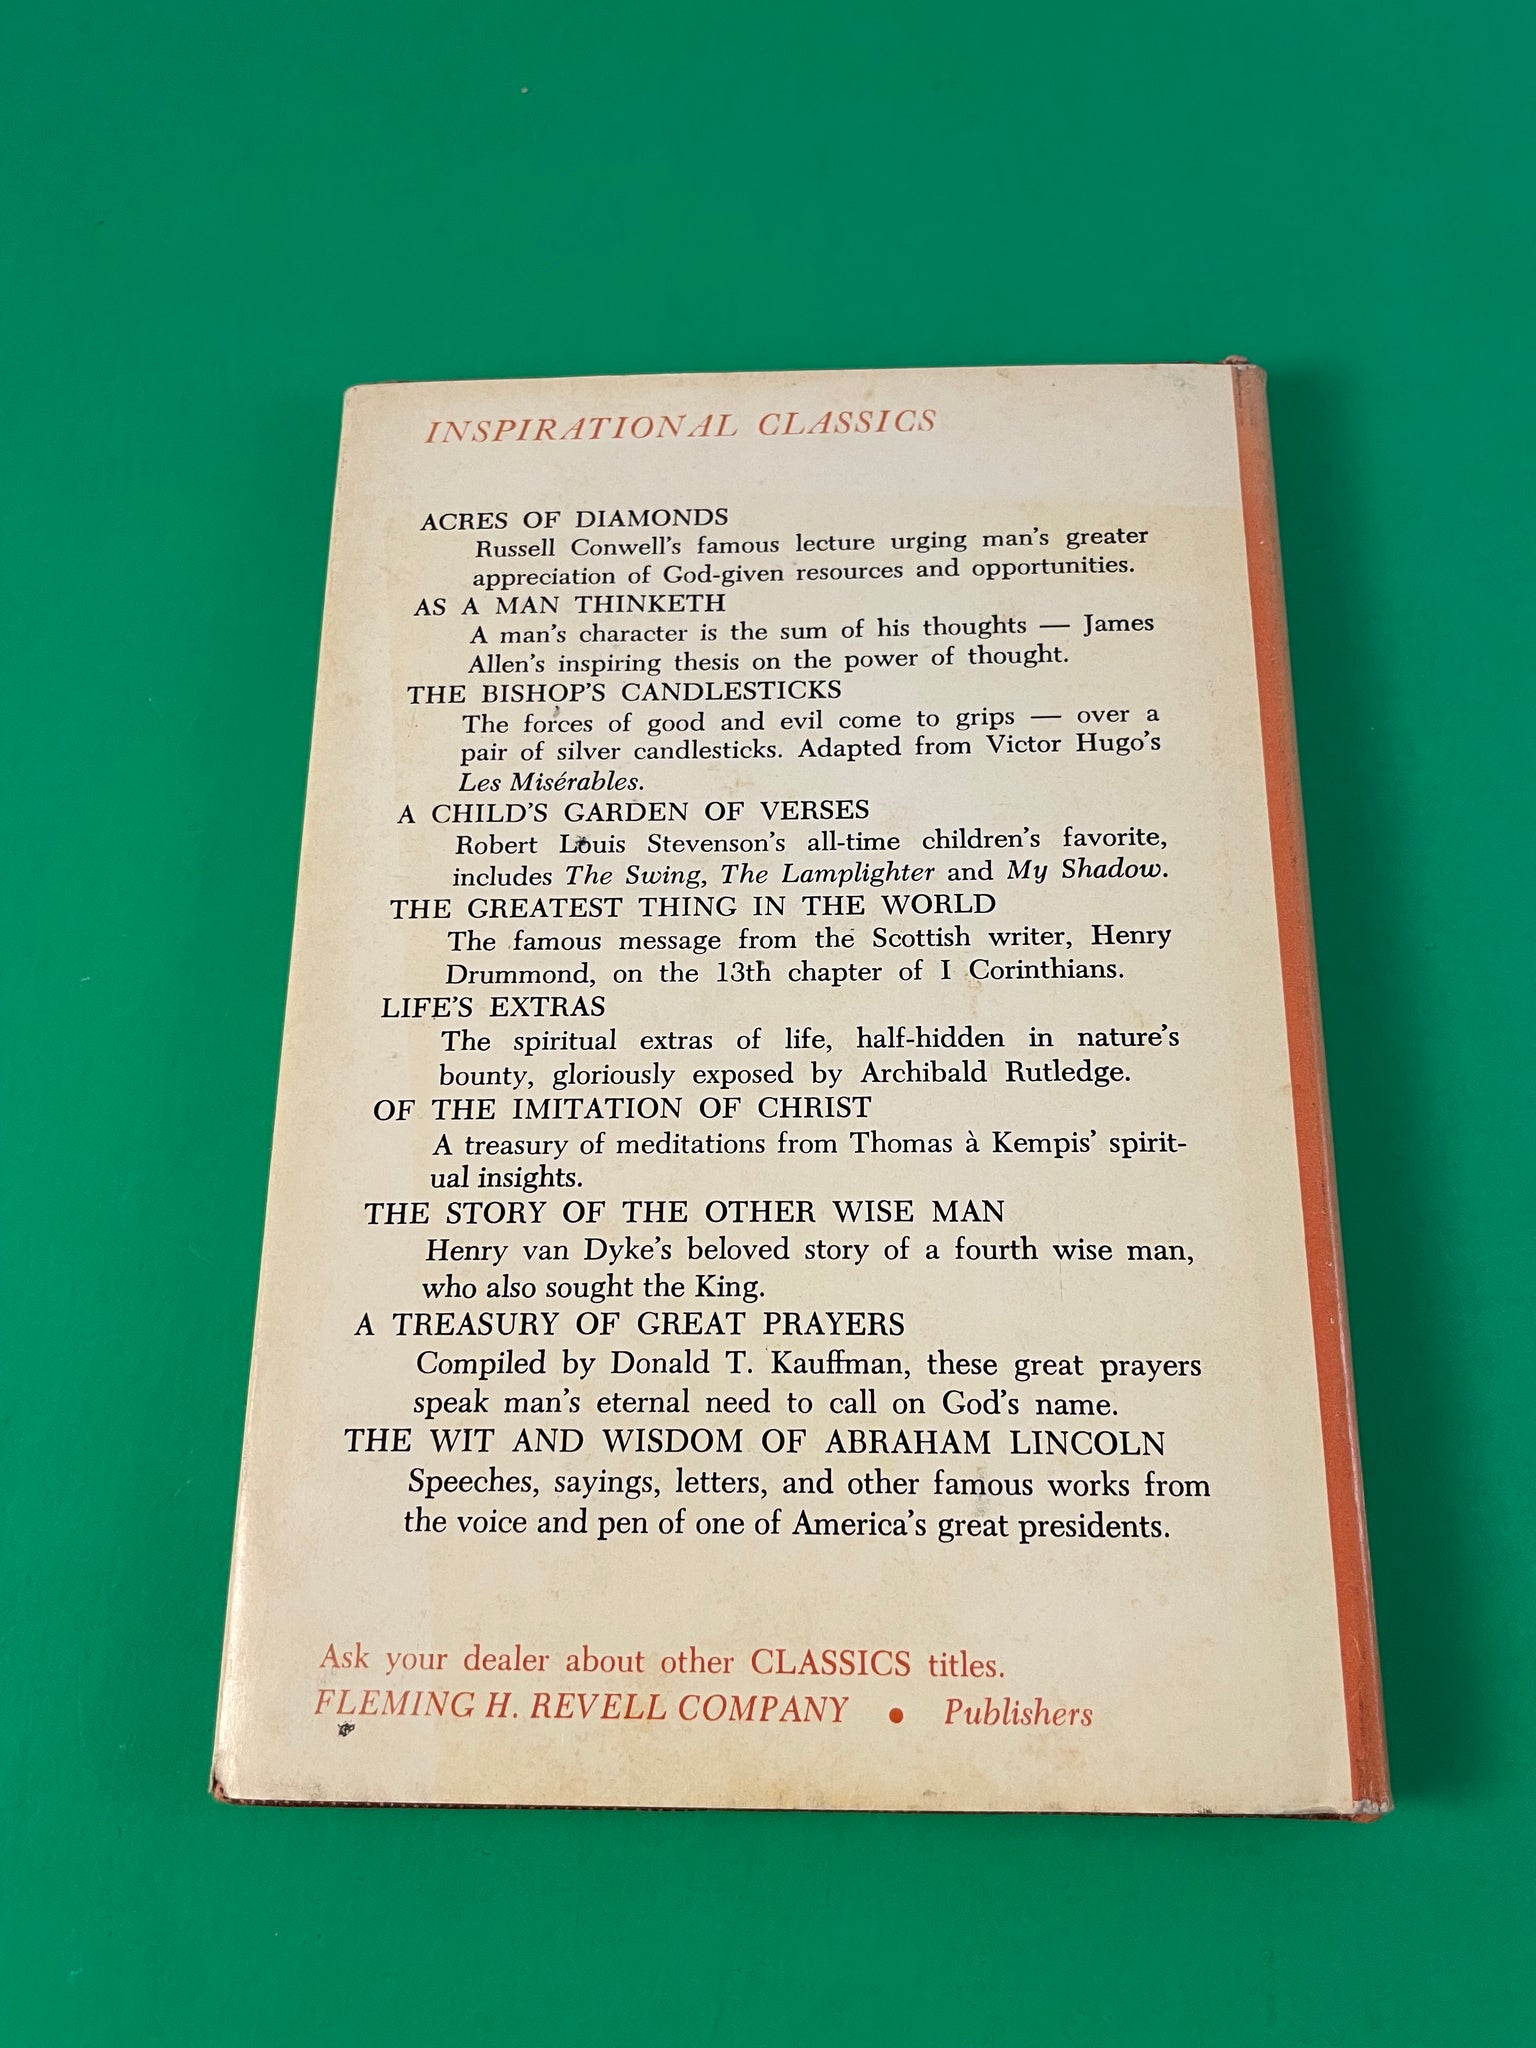 INSPIRATIONAL CLASSICS
ACRES OF DIAMONDS
Russell Conwell's famous lecture urging man's greater
appreciation of God-given resources and opportunities.
AS A MAN THINKETH
A man's character is the sum of his thoughts — James
Allen's inspiring thesis on the power of thought.
THE BISHOP'S CANDLESTICKS
The forces of good and evil come to grips — over a
pair of silver candlesticks. Adapted from Victor Hugo's
Les Misérables.
A CHILD'S GARDEN OF VERSES
Robert Louis Stevenson's all-time children's favorite,
includes The Swing, The Lamplighter and My Shadow.
THE GREATEST THING IN THE WORLD
The famous message from the Scottish writer, Henry
Drummond, on the 13th chapter of I Corinthians.
LIFE'S EXTRAS
The spiritual extras of life, half-hidden in nature's
bounty, gloriously exposed by Archibald Rutledge.
OF THE IMITATION OF CHRIST
A treasury of meditations from Thomas à Kempis' spirit-
ual insights.
THE STORY OF THE OTHER WISE MAN
Henry van Dyke's beloved story of a fourth wise man,
who also sought the King.
A TREASURY OF GREAT PRAYERS
Compiled by Donald T. Kauffman, these great prayers
speak man's eternal need to call on God's name.
THE WIT AND WISDOM OF ABRAHAM LINCOLN
Speeches, sayings, letters, and other famous works from
the voice and pen of one of America's great presidents.
Ask your dealer about other CLASSICS titles.
FLEMING H. REVELL COMPANY • Publishers